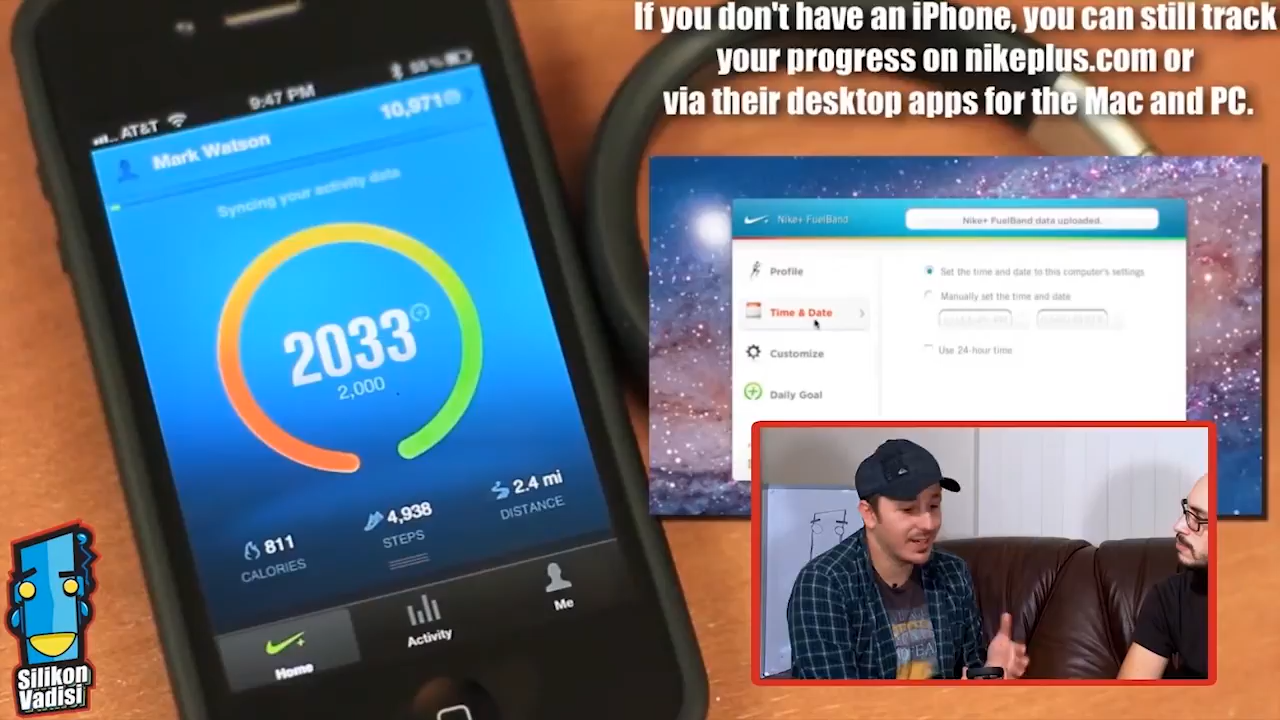 If you don't have an iPhone, you can still track
your progress on nikeplus.com or
via their desktop apps for the Mac and PC.
AT&T
9:47 PM
Mark Watson
10,971
Syncing your activity data
2033
2,000
811
CALORIES
4,938
STEPS
2.4 mi
DISTANCE
Home
Activity
Me
Nike+ FuelBand
Nike+ FuelBand data uploaded.
Profile
Time & Date
Customize
Daily Goal
Set the time and date to this computer's settings
Manually set the time and date
Use 24-hour time
Silikon
Vadisi